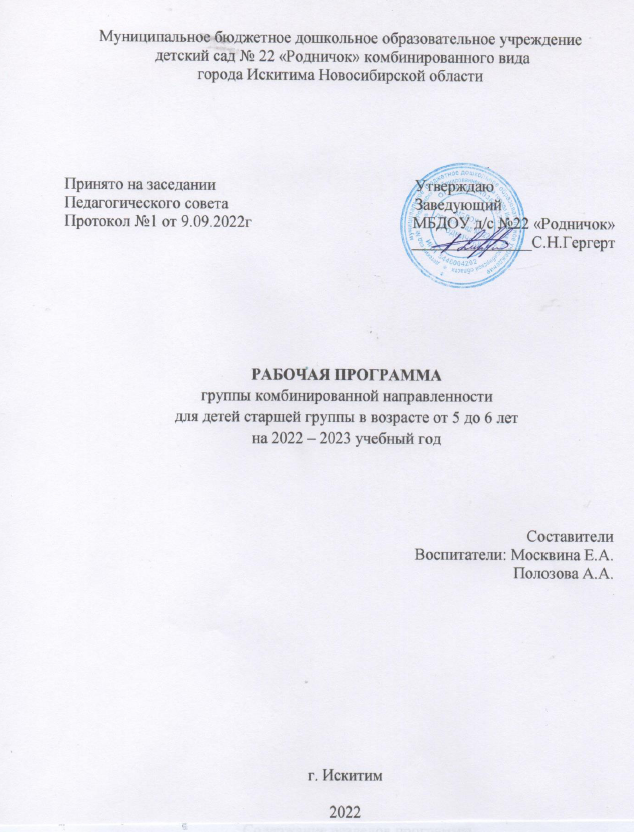 Муниципальное бюджетное дошкольное образовательное учреждение
детский сад № 22 «Родничок» комбинированного вида
города Искитима Новосибирской области
Принято на заседании
Педагогического совета
Протокол №1 от 9.09.2022г
Утверждаю
Заведующий
МБДОУ д/с №22 «Родничок»
С.Н.Гергерт
РАБОЧАЯ ПРОГРАММА
группы комбинированной направленности
для детей старшей группы в возрасте от 5 до 6 лет
на 2022 – 2023 учебный год
Составители
Воспитатели: Москвина Е.А.
Полозова А.А.
г. Искитим
2022